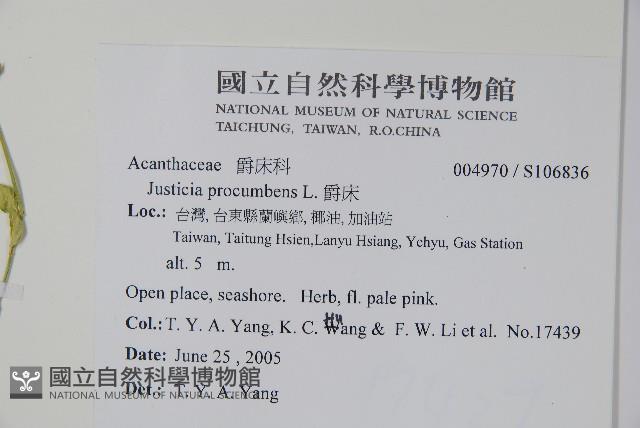 國立自然科學博物館
NATIONAL MUSEUM OF NATURAL SCIENCE
TAICHUNG, TAIWAN, R.O.CHINA
Acanthaceae 爵床科 004970 / S106836
Justicia procumbens L. 爵床
Loc.: 台灣, 台東縣蘭嶼鄉, 椰油, 加油站
Taiwan, Taitung Hsien,Lanyu Hsiang, Yehyu, Gas Station
alt. 5 m.
Open place, seashore. Herb, fl. pale pink.
Col.: T. Y. A. Yang, K. C. Hu Wang & F. W. Li et al. No.17439
Date: June 25 , 2005
Det.: T. Y. A. Yang
國立自然科學博物館
NATIONAL MUSEUM OF NATURAL SCIENCE